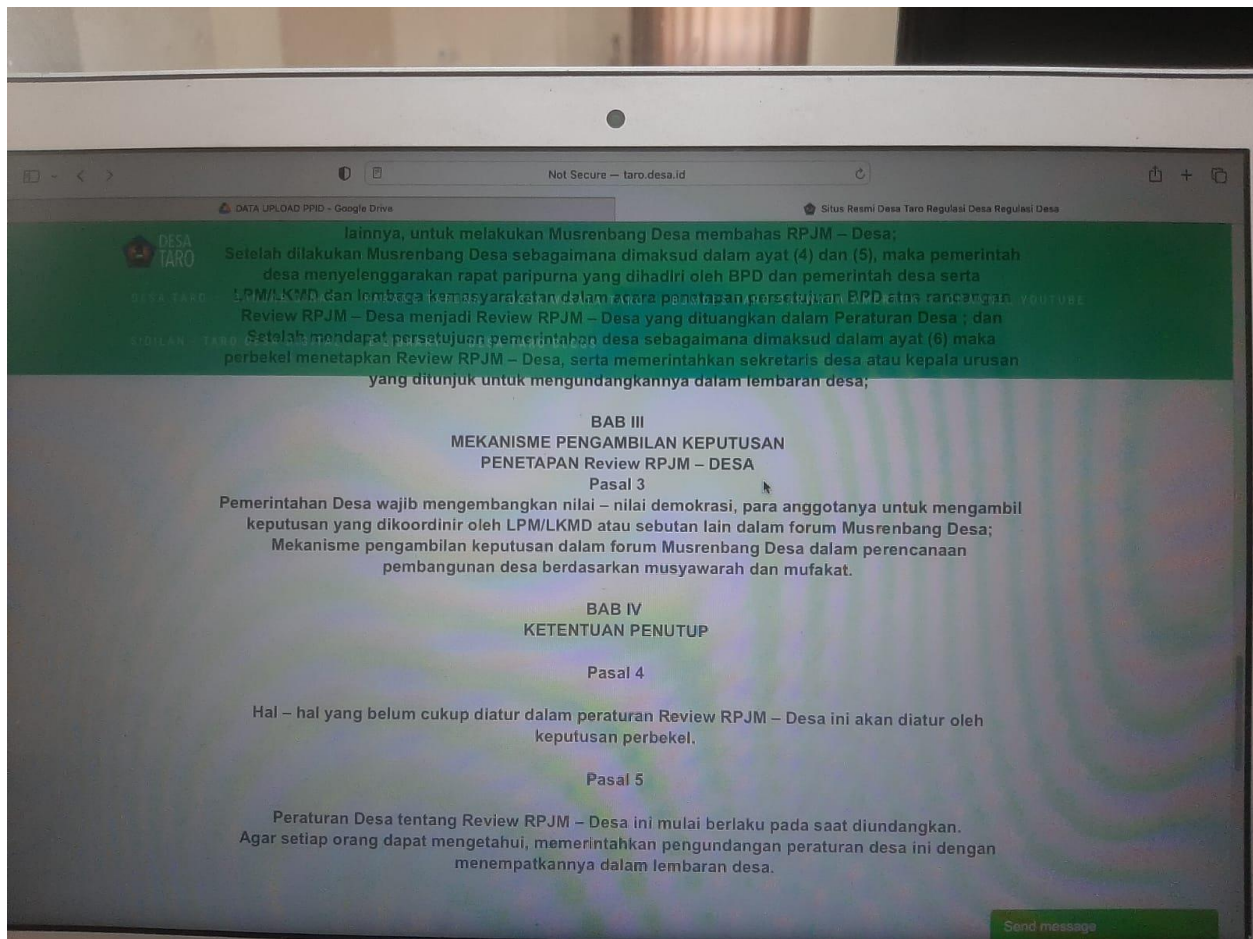 Not Secure — taro.desa.id
DATA UPLOAD PPID - Google Drive
Situs Resmi Desa Taro Regulasi Desa Regulasi Desa
DESA
TARO
lainnya, untuk melakukan Musrenbang Desa membahas RPJM – Desa;
Setelah dilakukan Musrenbang Desa sebagaimana dimaksud dalam ayat (4) dan (5), maka pemerintah
desa menyelenggarakan rapat paripurna yang dihadiri oleh BPD dan pemerintah desa serta
DESA TARO
LPM/LKMD dan lembaga kemasyarakatan dalam acara penetapan persetujuan BPD atas rancangan
YOUTUBE
Review RPJM – Desa menjadi Review RPJM – Desa yang dituangkan dalam Peraturan Desa ; dan
Setelah mendapat persetujuan pemerintahan desa sebagaimana dimaksud dalam ayat (6) maka
perbekel menetapkan Review RPJM – Desa, serta memerintahkan sekretaris desa atau kepala urusan
yang ditunjuk untuk mengundangkannya dalam lembaran desa;
BAB III
MEKANISME PENGAMBILAN KEPUTUSAN
PENETAPAN Review RPJM – DESA
Pasal 3
Pemerintahan Desa wajib mengembangkan nilai – nilai demokrasi, para anggotanya untuk mengambil
keputusan yang dikoordinir oleh LPM/LKMD atau sebutan lain dalam forum Musrenbang Desa;
Mekanisme pengambilan keputusan dalam forum Musrenbang Desa dalam perencanaan
pembangunan desa berdasarkan musyawarah dan mufakat.
BAB IV
KETENTUAN PENUTUP
Pasal 4
Hal – hal yang belum cukup diatur dalam peraturan Review RPJM – Desa ini akan diatur oleh
keputusan perbekel.
Pasal 5
Peraturan Desa tentang Review RPJM – Desa ini mulai berlaku pada saat diundangkan.
Agar setiap orang dapat mengetahui, memerintahkan pengundangan peraturan desa ini dengan
menempatkannya dalam lembaran desa.
Send message